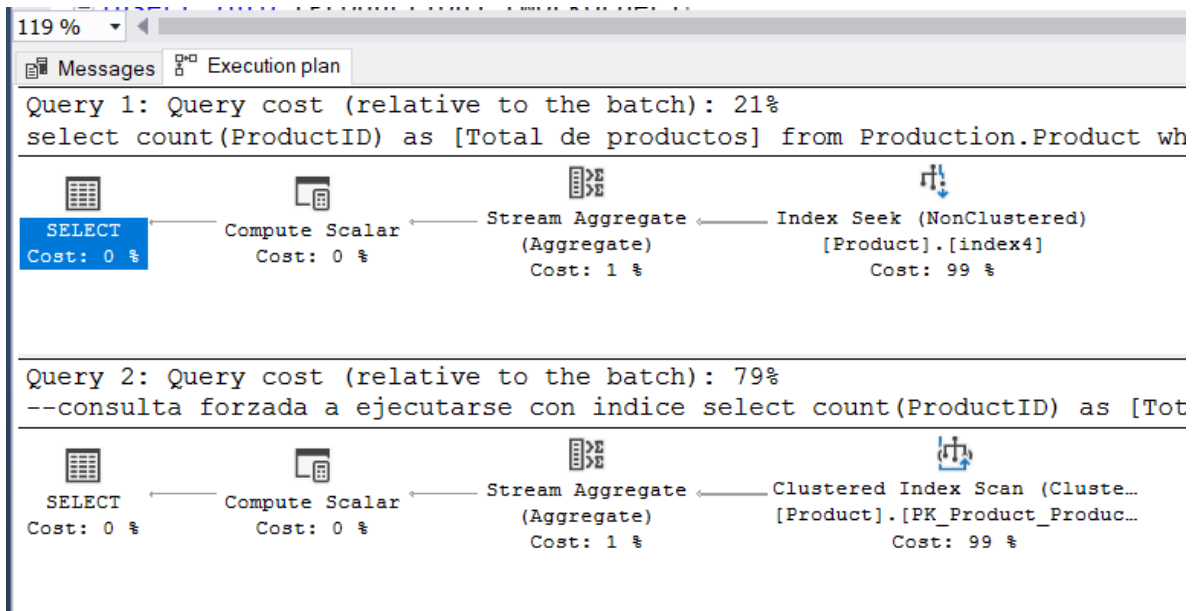 119 %
Messages Execution plan
Query 1: Query cost (relative to the batch): 21%
select count(ProductID) as [Total de productos] from Production.Product wh
SELECT
Cost: 0 %
Compute Scalar
Cost: 0 %
Stream Aggregate
(Aggregate)
Cost: 1 %
Index Seek (NonClustered)
[Product].[index4]
Cost: 99 %
Query 2: Query cost (relative to the batch): 79%
--consulta forzada a ejecutarse con indice select count(ProductID) as [Tot
SELECT
Cost: 0 %
Compute Scalar
Cost: 0 %
Stream Aggregate
(Aggregate)
Cost: 1 %
Clustered Index Scan (Cluste…
[Product].[PK_Product_Produc…
Cost: 99 %